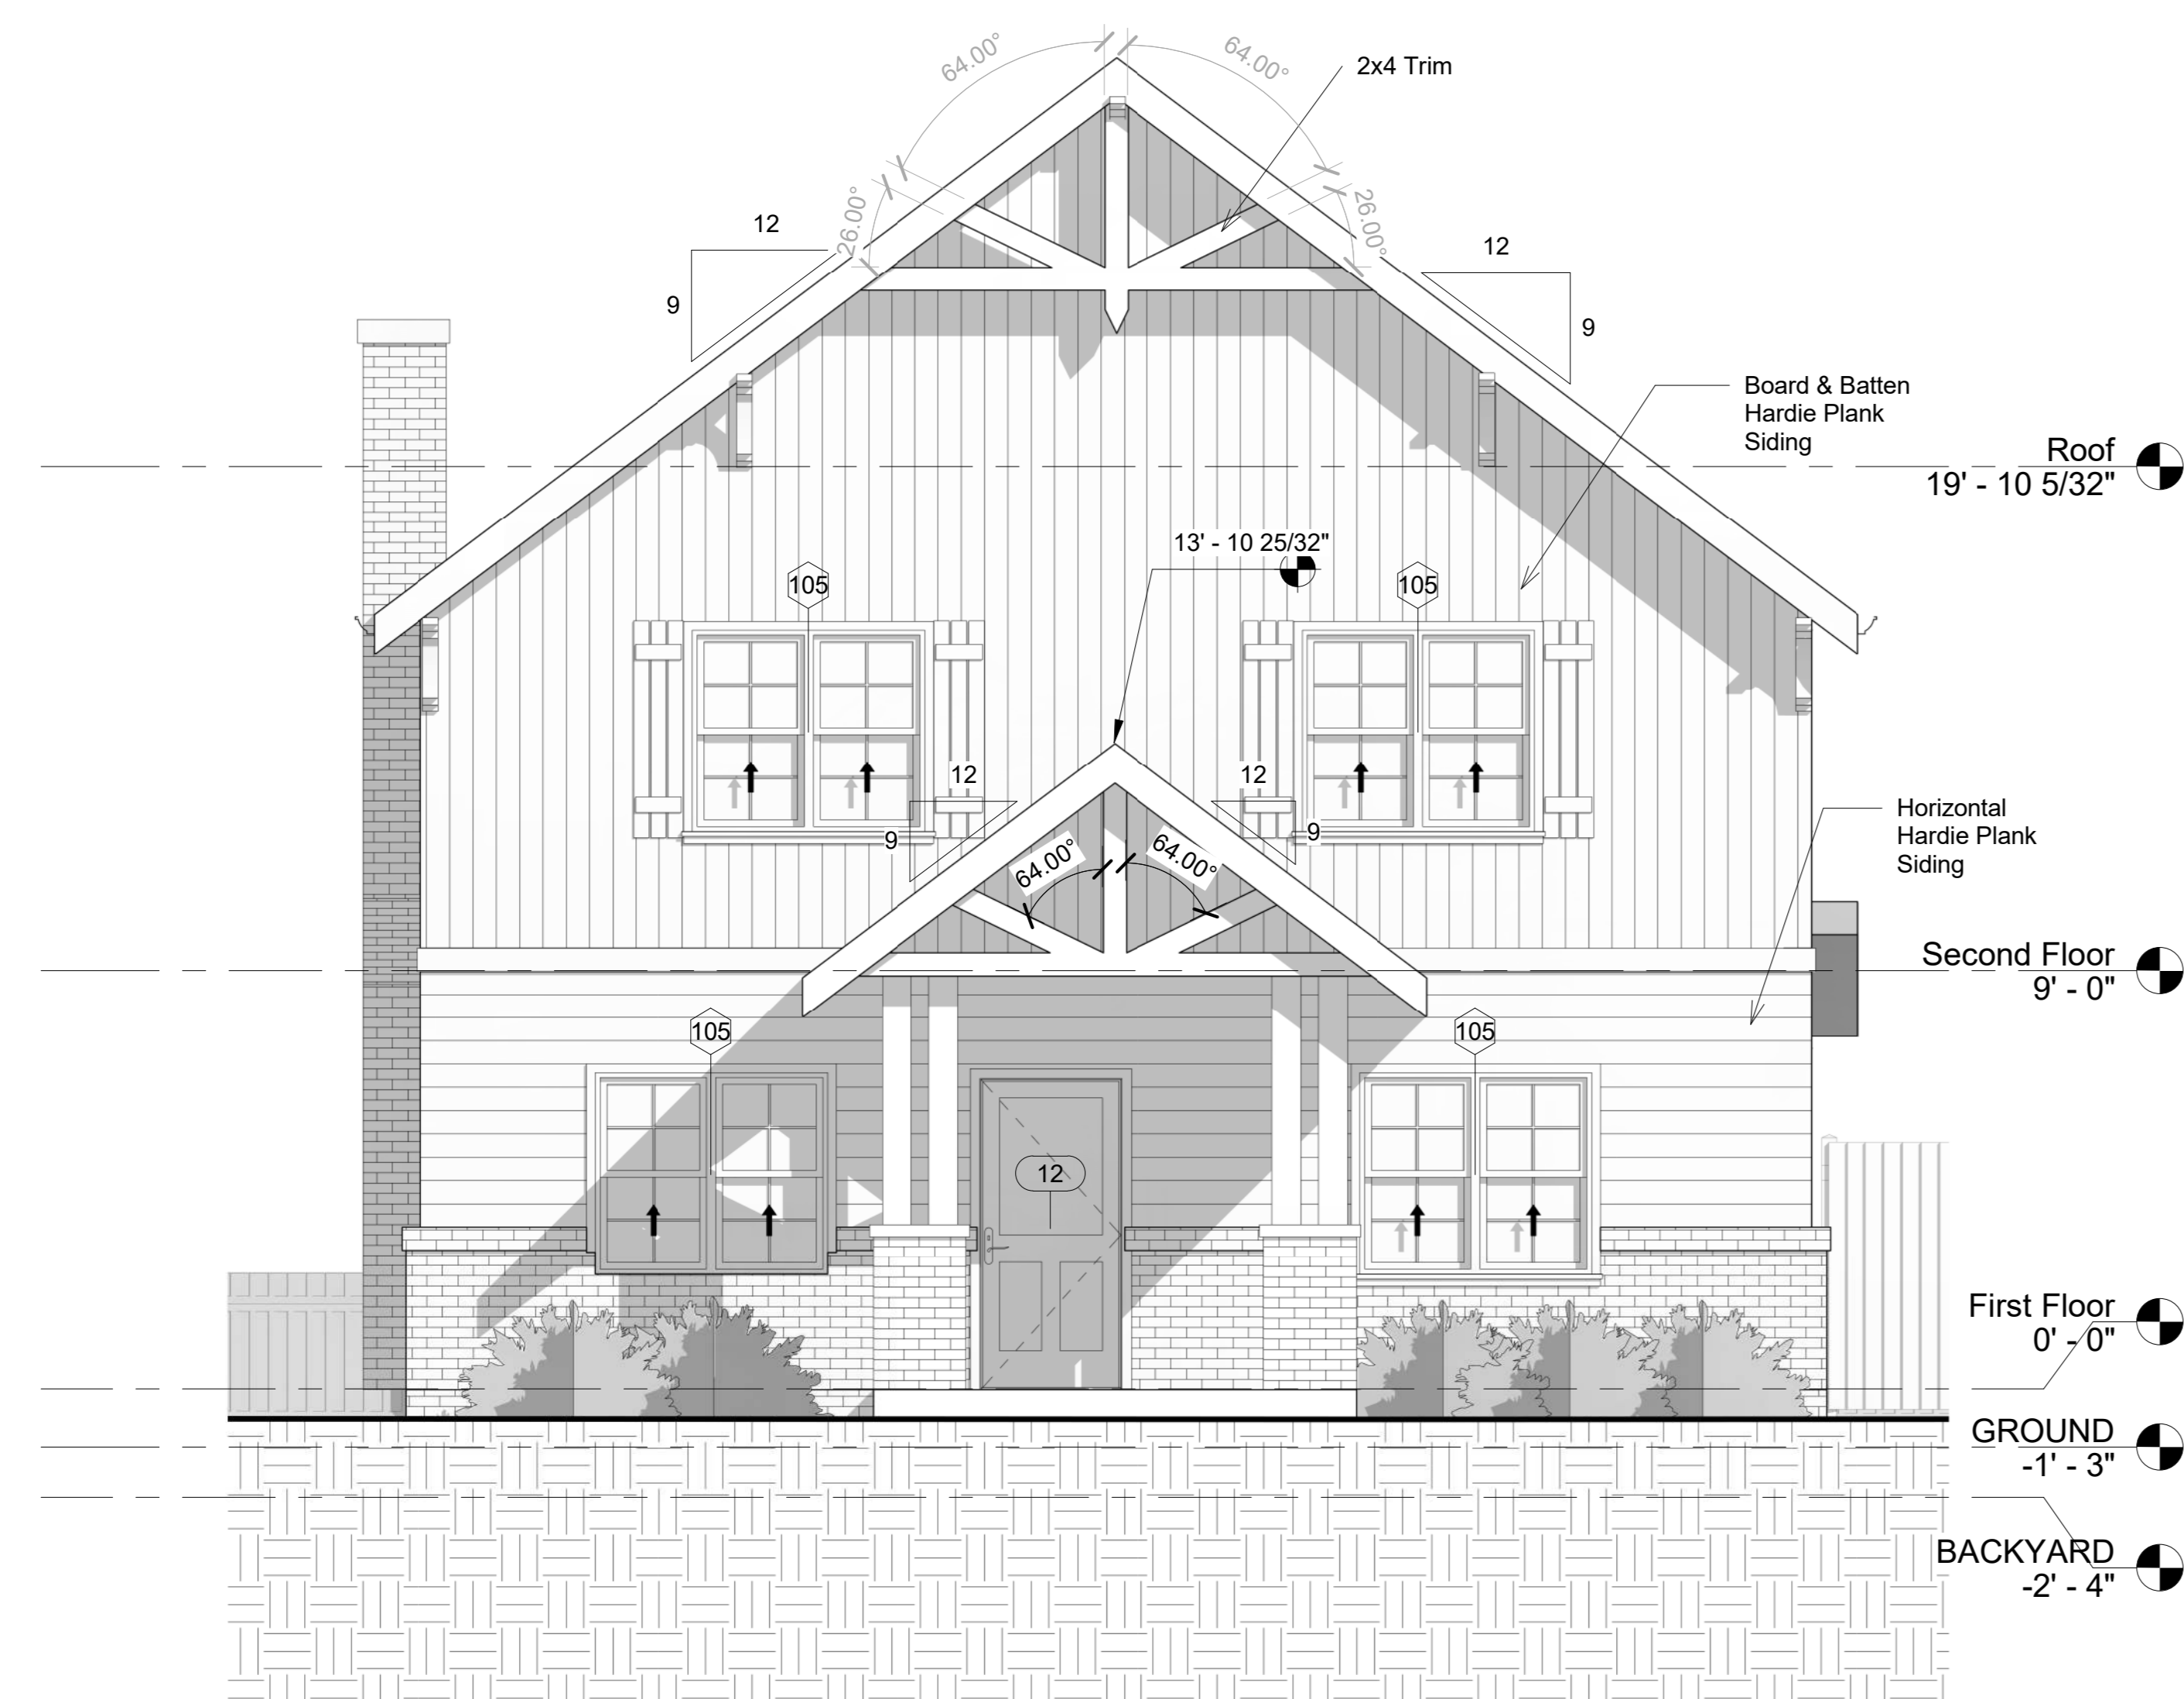 64.00°
64.00°
2x4 Trim
26.00°
26.00°
12
9
12
9
Board & Batten
Hardie Plank
Siding
Roof
19' - 10 5/32"
13' - 10 25/32"
105
105
12
9
12
9
64.00°
64.00°
Horizontal
Hardie Plank
Siding
Second Floor
9' - 0"
105
105
12
First Floor
0' - 0"
GROUND
-1' - 3"
BACKYARD
-2' - 4"